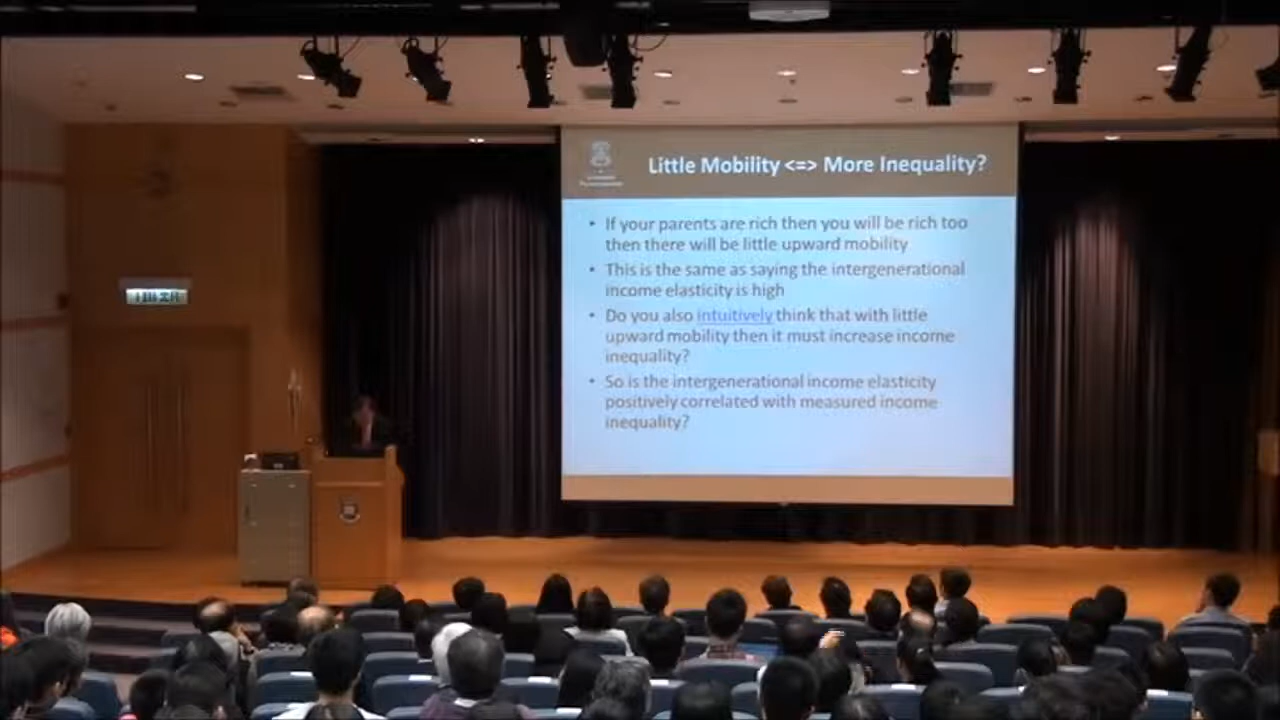 Little Mobility <=> More Inequality?
• If your parents are rich then you will be rich too
then there will be little upward mobility
• This is the same as saying the intergenerational
income elasticity is high
• Do you also intuitively think that with little
upward mobility then it must increase income
inequality?
• So is the intergenerational income elasticity
positively correlated with measured income
inequality?